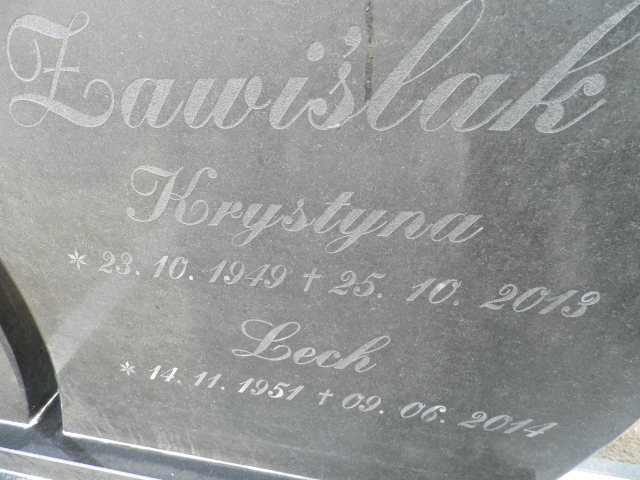 Zawiślak
Krystyna
* 23. 10. 1949 † 25. 10. 2013
Lech
* 14. 11. 1951 † 09. 06. 2014